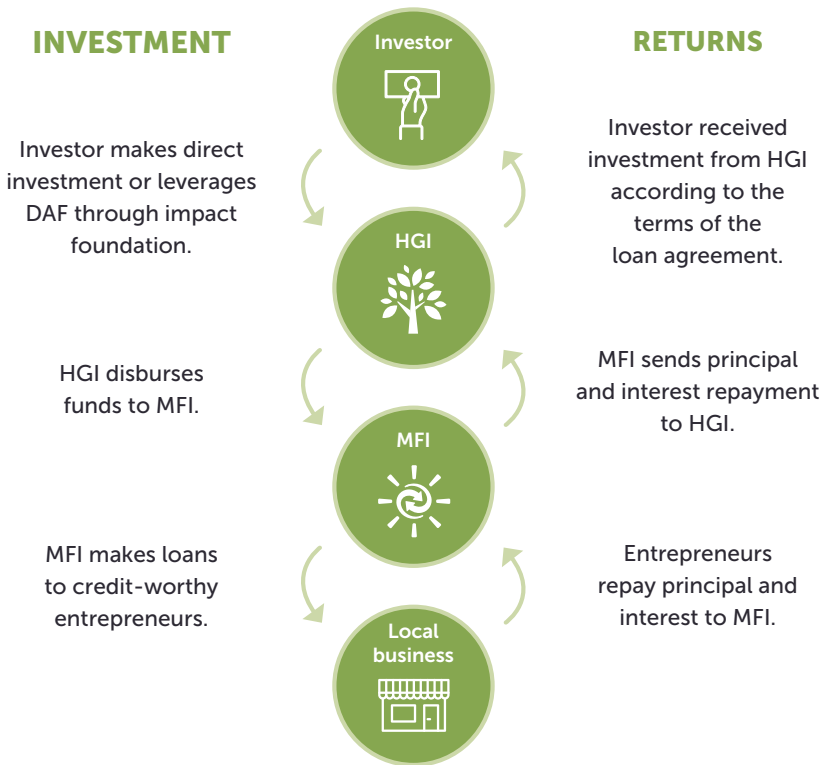 INVESTMENT
Investor
RETURNS
Investor makes direct
investment or leverages
DAF through impact
foundation.
Investor received
investment from HGI
according to the
terms of the
loan agreement.
HGI
HGI disburses
funds to MFI.
MFI sends principal
and interest repayment
to HGI.
MFI
MFI makes loans
to credit-worthy
entrepreneurs.
Entrepreneurs
repay principal and
interest to MFI.
Local
business